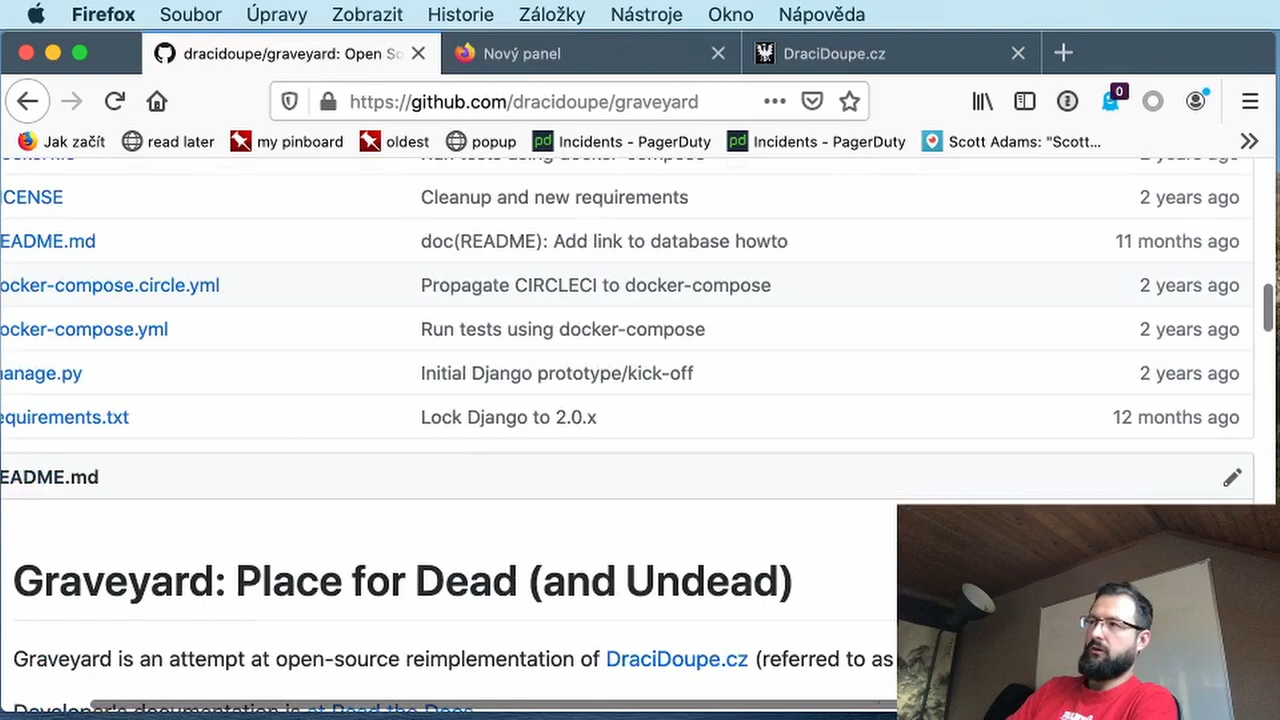 Firefox Soubor Úpravy Zobrazit Historie Záložky Nástroje Okno Nápověda
dracidoupe/graveyard: Open So Nový panel DraciDoupe.cz
https://github.com/dracidoupe/graveyard 0
Jak začít read later my pinboard oldest popup Incidents - PagerDuty Incidents - PagerDuty Scott Adams: "Scott...
Run tests using docker-compose 2 years ago
ICENSE Cleanup and new requirements 2 years ago
EADME.md doc(README): Add link to database howto 11 months ago
ocker-compose.circle.yml Propagate CIRCLECI to docker-compose 2 years ago
ocker-compose.yml Run tests using docker-compose 2 years ago
anage.py Initial Django prototype/kick-off 2 years ago
equirements.txt Lock Django to 2.0.x 12 months ago
EADME.md
Graveyard: Place for Dead (and Undead)
Graveyard is an attempt at open-source reimplementation of DraciDoupe.cz (referred to as
Developer's documentation is at Read the Docs